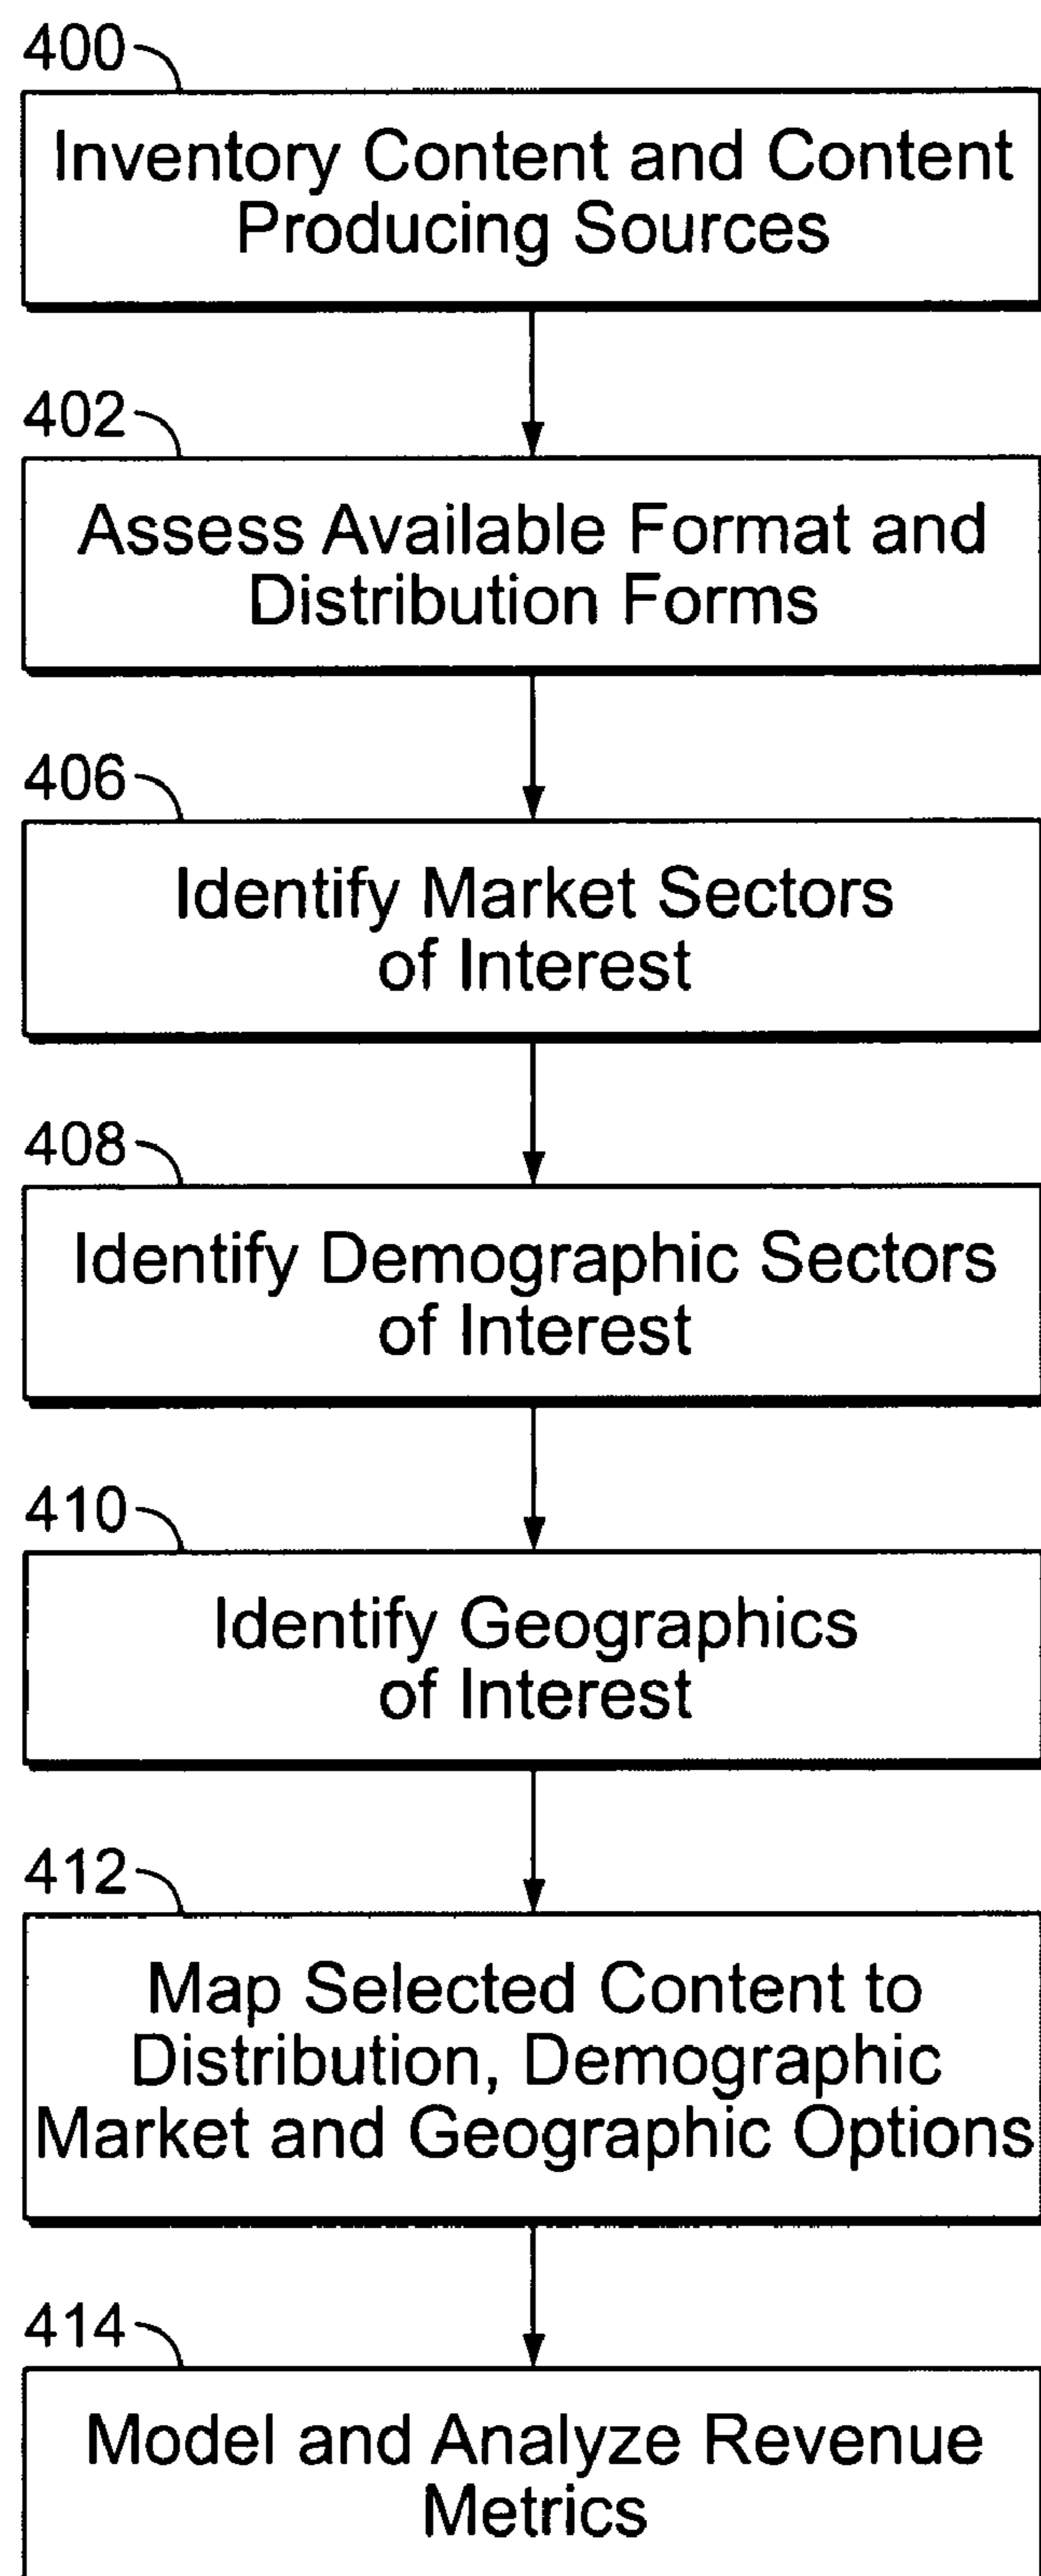 400
Inventory Content and Content
Producing Sources
402
Assess Available Format and
Distribution Forms
406
Identify Market Sectors
of Interest
408
Identify Demographic Sectors
of Interest
410
Identify Geographics
of Interest
412
Map Selected Content to
Distribution, Demographic
Market and Geographic Options
414
Model and Analyze Revenue
Metrics